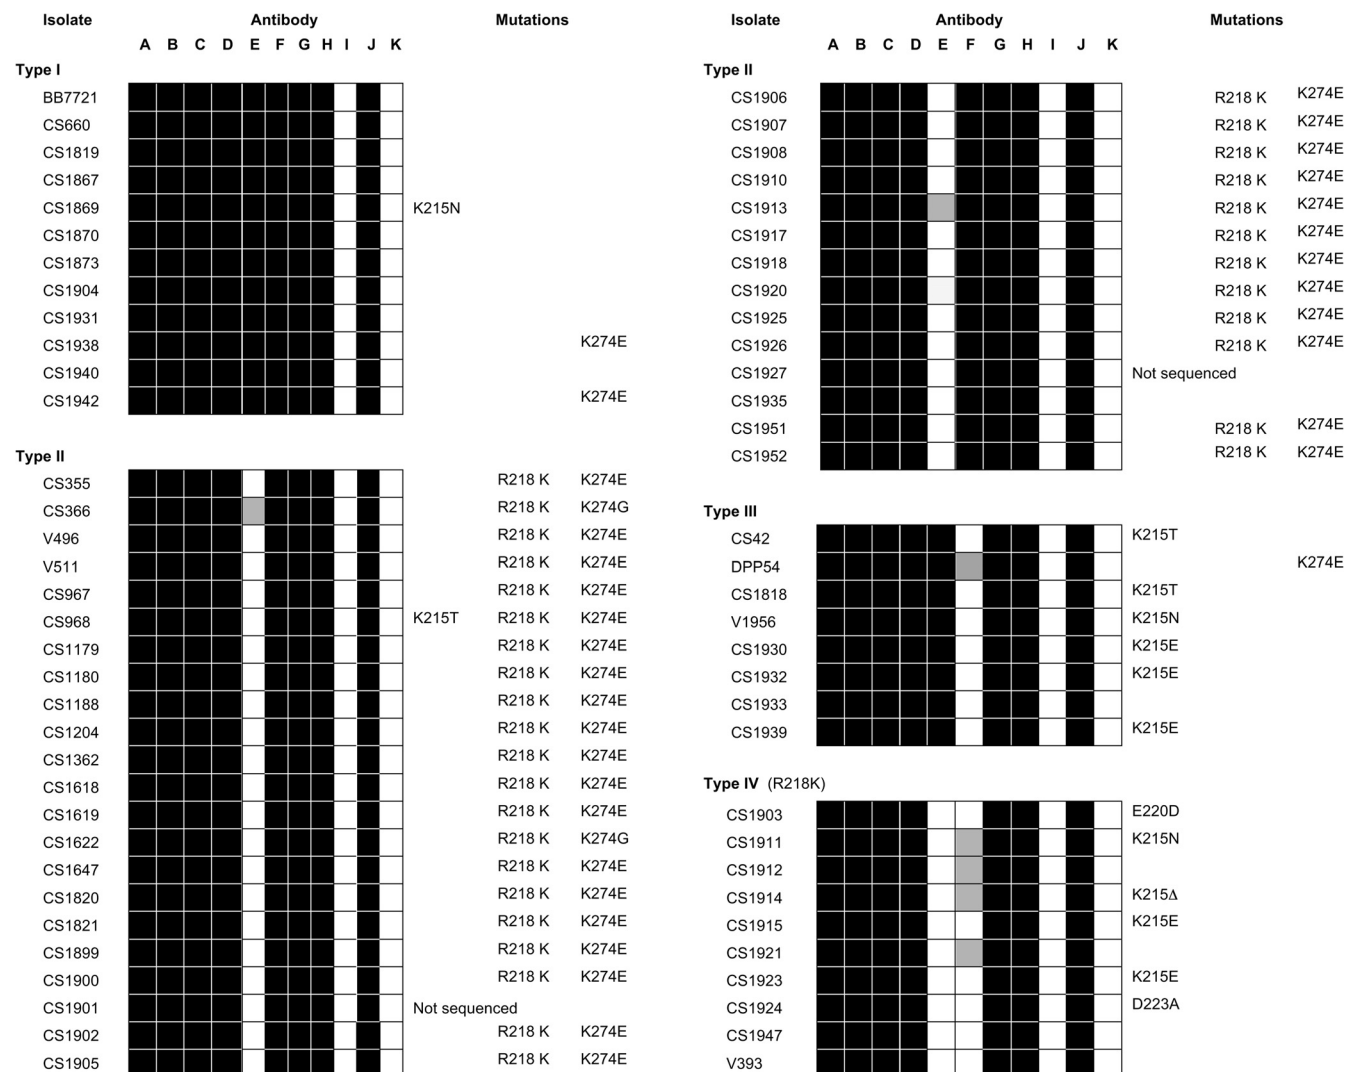 Isolate Antibody Mutations
A B C D E F G H I J K
Type I
BB7721
CS660
CS1819
CS1867
CS1869 K215N
CS1870
CS1873
CS1904
CS1931
CS1938 K274E
CS1940
CS1942 K274E
Type II
CS355 R218 K K274E
CS366 R218 K K274G
V496 R218 K K274E
V511 R218 K K274E
CS967 R218 K K274E
CS968 K215T R218 K K274E
CS1179 R218 K K274E
CS1180 R218 K K274E
CS1188 R218 K K274E
CS1204 R218 K K274E
CS1362 R218 K K274E
CS1618 R218 K K274E
CS1619 R218 K K274E
CS1622 R218 K K274G
CS1647 R218 K K274E
CS1820 R218 K K274E
CS1821 R218 K K274E
CS1899 R218 K K274E
CS1900 R218 K K274E
CS1901 Not sequenced
CS1902 R218 K K274E
CS1905 R218 K K274E
Isolate Antibody Mutations
A B C D E F G H I J K
Type II
CS1906 R218 K K274E
CS1907 R218 K K274E
CS1908 R218 K K274E
CS1910 R218 K K274E
CS1913 R218 K K274E
CS1917 R218 K K274E
CS1918 R218 K K274E
CS1920 R218 K K274E
CS1925 R218 K K274E
CS1926 R218 K K274E
CS1927 Not sequenced
CS1935
CS1951 R218 K K274E
CS1952 R218 K K274E
Type III
CS42 K215T
DPP54 K274E
CS1818 K215T
V1956 K215N
CS1930 K215E
CS1932 K215E
CS1933
CS1939 K215E
Type IV (R218K)
CS1903 E220D
CS1911 K215N
CS1912
CS1914 K215Δ
CS1915 K215E
CS1921
CS1923 K215E
CS1924 D223A
CS1947
V393